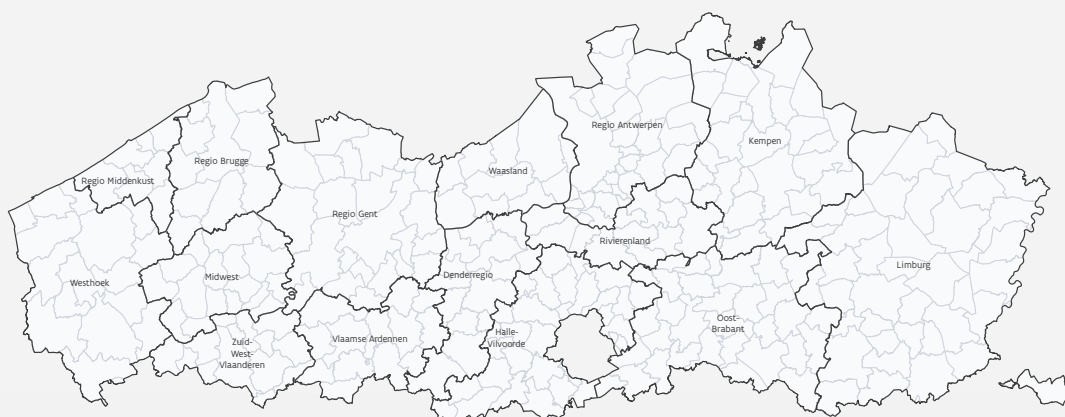 Regio Antwerpen
Kempen
Regio Brugge
Waasland
Regio Middenkust
Regio Gent
Rivierenland
Limburg
Denderregio
Midwest
Westhoek
Oost-
Brabant
Halle-
Vilvoorde
Vlaamse Ardennen
Zuid-
West-
Vlaanderen